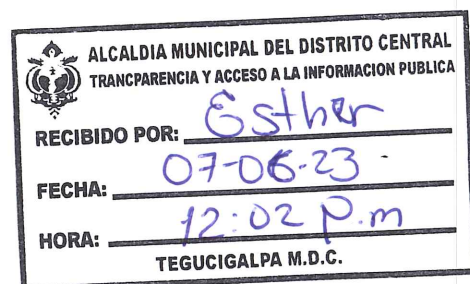 ALCALDIA MUNICIPAL DEL DISTRITO CENTRAL
TRANCPARENCIA Y ACCESO A LA INFORMACION PUBLICA
RECIBIDO POR: Esther
FECHA: 07-06-23.
HORA: 12:02 p.m
TEGUCIGALPA M.D.C.